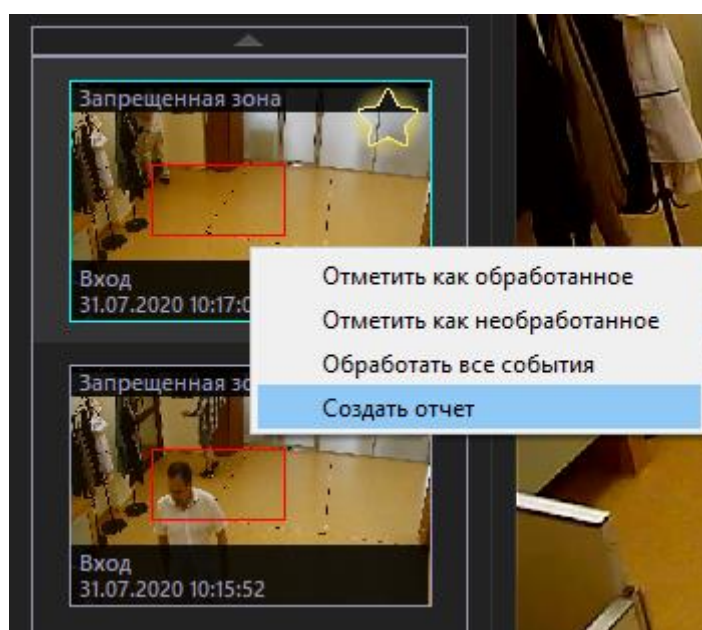 Запрещенная зона
Вход
31.07.2020 10:17:0
Отметить как обработанное
Отметить как необработанное
Обработать все события
Создать отчет
Запрещенная
Вход
31.07.2020 10:15:52